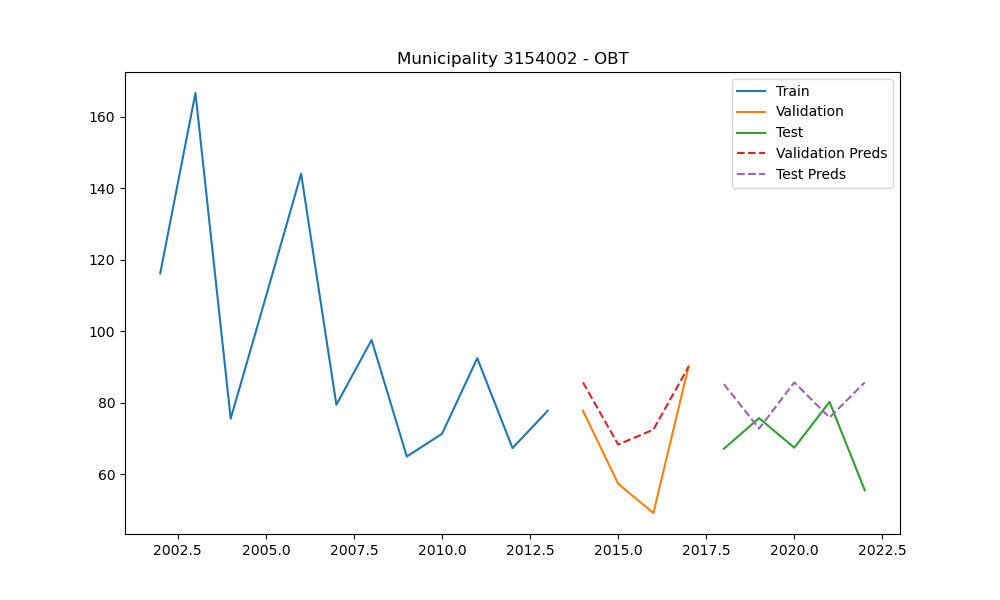 Municipality 3154002 - OBT
Train
Validation
Test
Validation Preds
Test Preds
160
140
120
100
80
60
2002.5 2005.0 2007.5 2010.0 2012.5 2015.0 2017.5 2020.0 2022.5